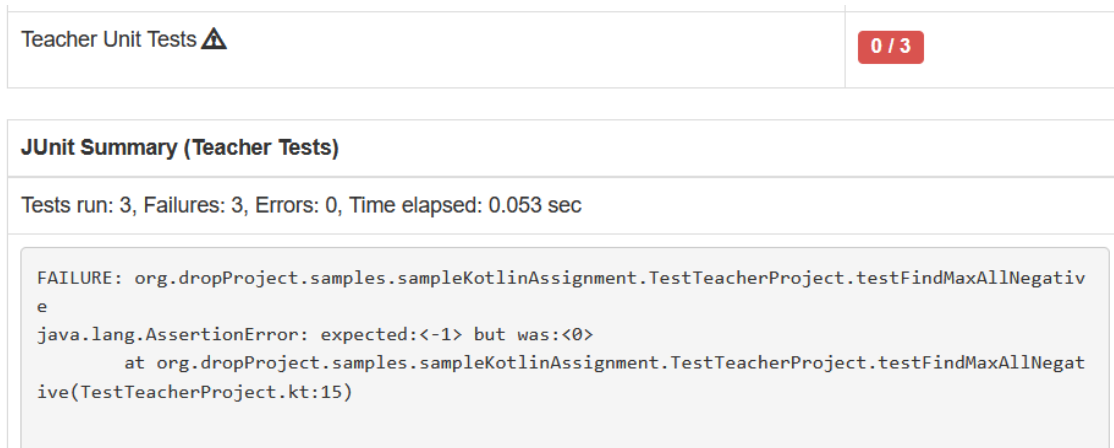 Teacher Unit Tests
0 / 3
JUnit Summary (Teacher Tests)
Tests run: 3, Failures: 3, Errors: 0, Time elapsed: 0.053 sec
FAILURE: org.dropProject.samples.sampleKotlinAssignment.TestTeacherProject.testFindMaxAllNegativ
e
java.lang.AssertionError: expected:<-1> but was:<0>
        at org.dropProject.samples.sampleKotlinAssignment.TestTeacherProject.testFindMaxAllNegat
ive(TestTeacherProject.kt:15)